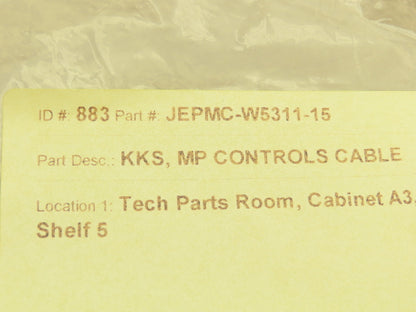 ID #: 883 Part #: JEPMC-W5311-15
Part Desc.: KKS, MP CONTROLS CABLE
Location 1: Tech Parts Room, Cabinet A3,
Shelf 5